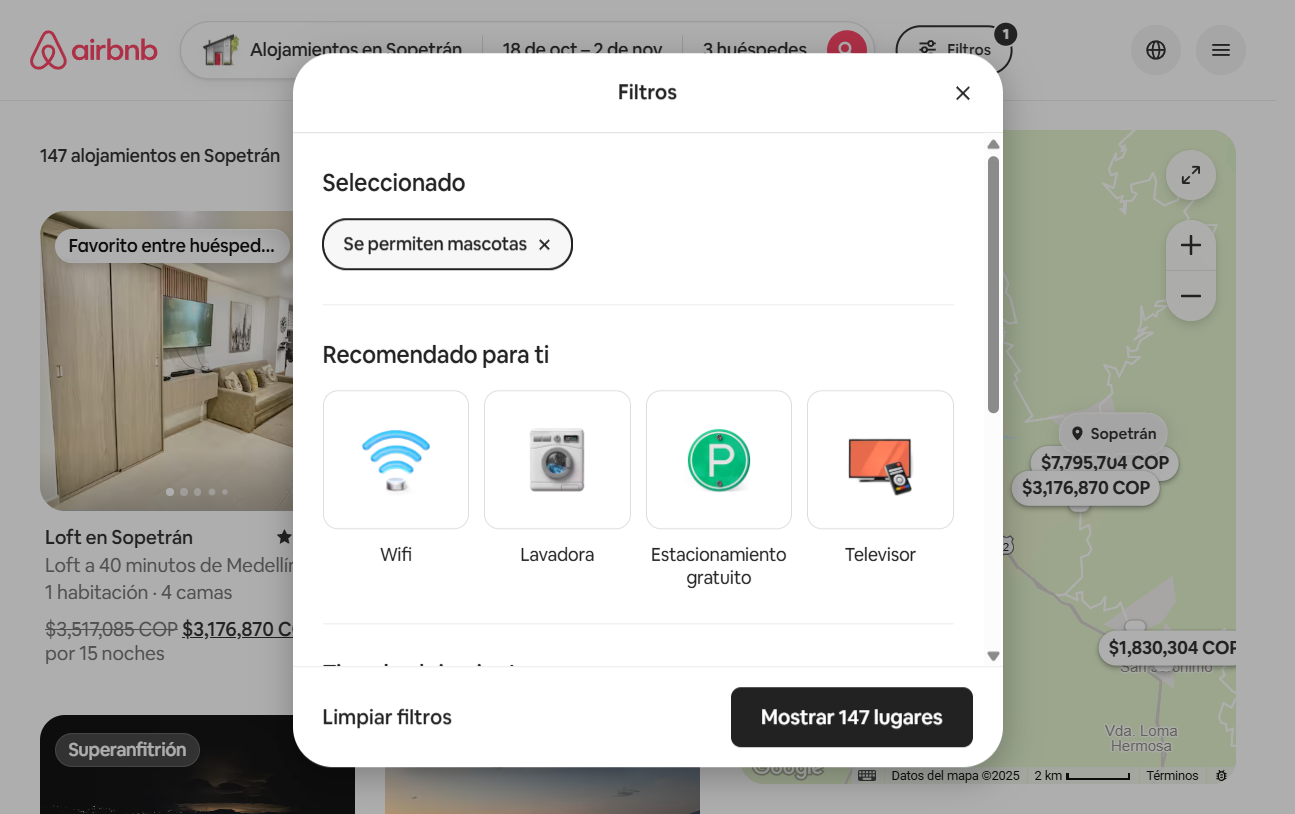 airbnb
Alojamientos en Sopetrán
18 de oct – 2 de nov
3 huéspedes
Filtros
1
Filtros
147 alojamientos en Sopetrán
Favorito entre huésped...
Loft en Sopetrán
Loft a 40 minutos de Medellín
1 habitación · 4 camas
$3,517,085 COP $3,176,870 C
por 15 noches
Superanfitrión
Seleccionado
Se permiten mascotas
Recomendado para ti
Wifi
Lavadora
Estacionamiento
gratuito
Televisor
Limpiar filtros
Mostrar 147 lugares
Sopetrán
$7,795,704 COP
$3,176,870 COP
2
$1,830,304 COP
San Jerónimo
Vda. Loma
Hermosa
Google
Datos del mapa ©2025
2 km
Términos